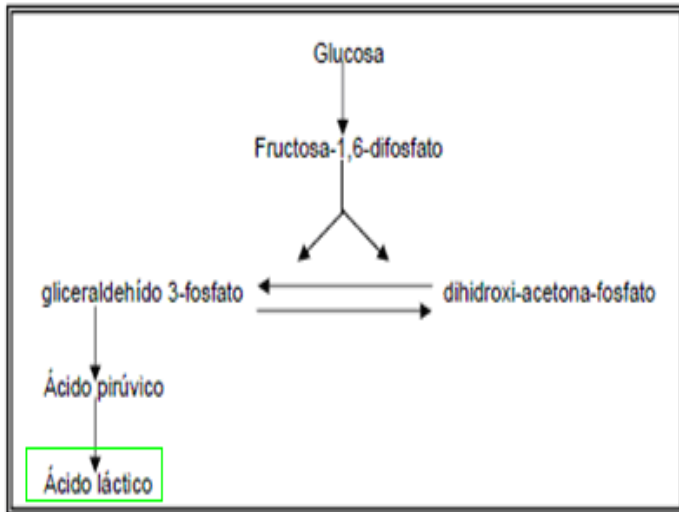 Glucosa
Fructosa-1,6-difosfato
gliceraldehído 3-fosfato
dihidroxi-acetona-fosfato
Ácido pirúvico
Ácido láctico